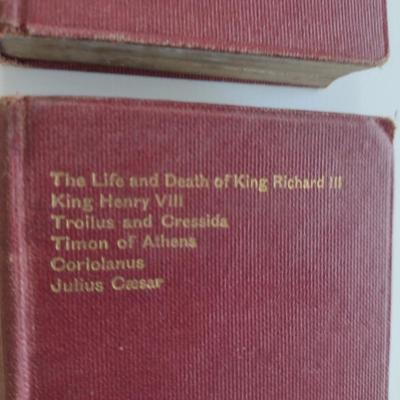 The Life and Death of King Richard III
King Henry VIII
Troilus and Cressida
Timon of Athens
Coriolanus
Julius Cæsar